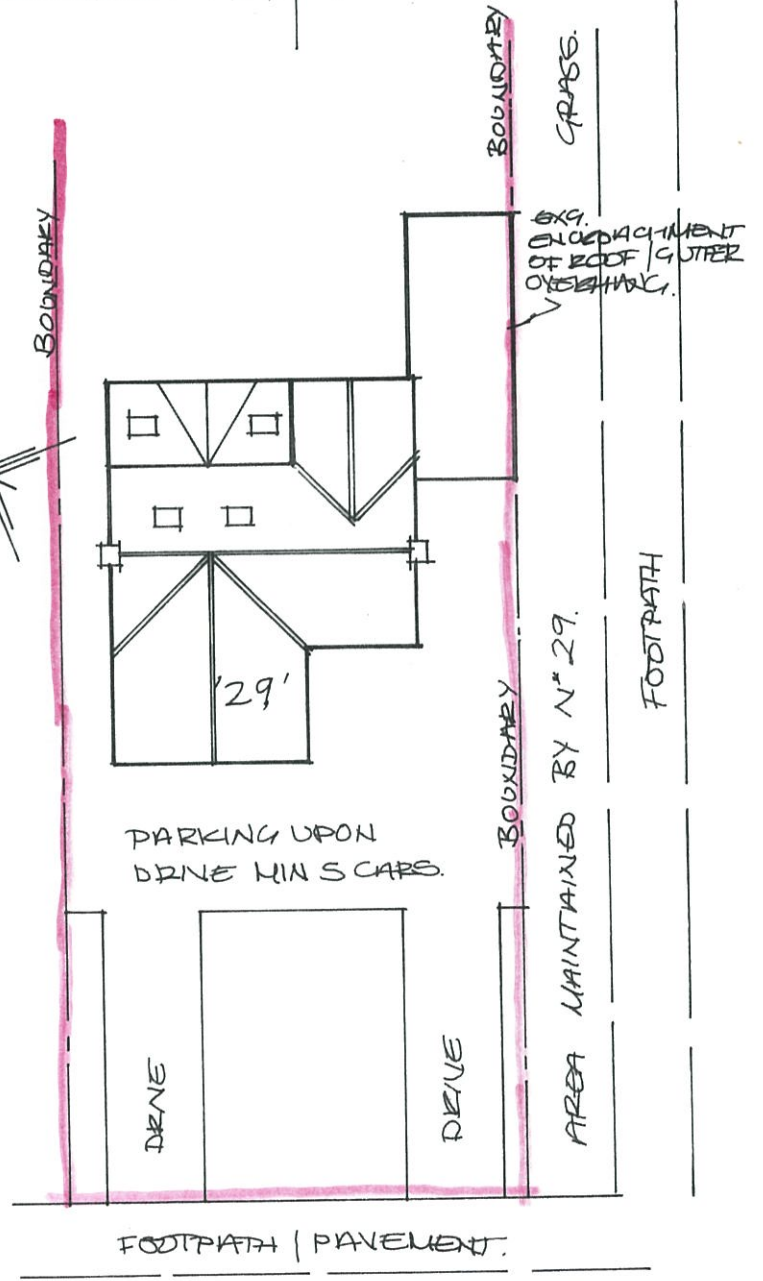 BOUNDARY
BOUNDARY
GRASS.
EXG.
ENCROACHMENT
OF ROOF / GUTTER
OVERHANG.
'29'
BOUNDARY
AREA MAINTAINED BY Nº 29.
FOOTPATH
PARKING UPON
DRIVE MIN 5 CARS.
DRIVE
DRIVE
FOOTPATH / PAVEMENT.